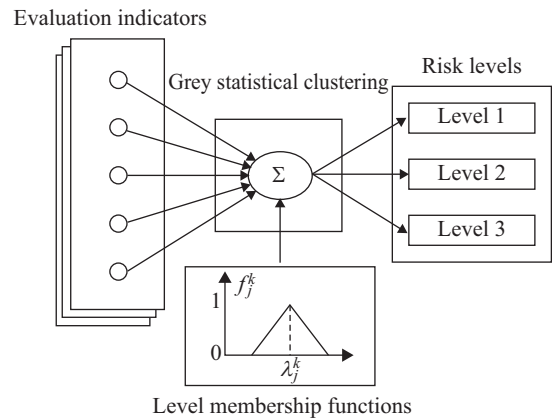 Evaluation indicators
Grey statistical clustering
Risk levels
Level 1
Level 2
Level 3
Σ
f_j^k
1
0
λ_j^k
Level membership functions